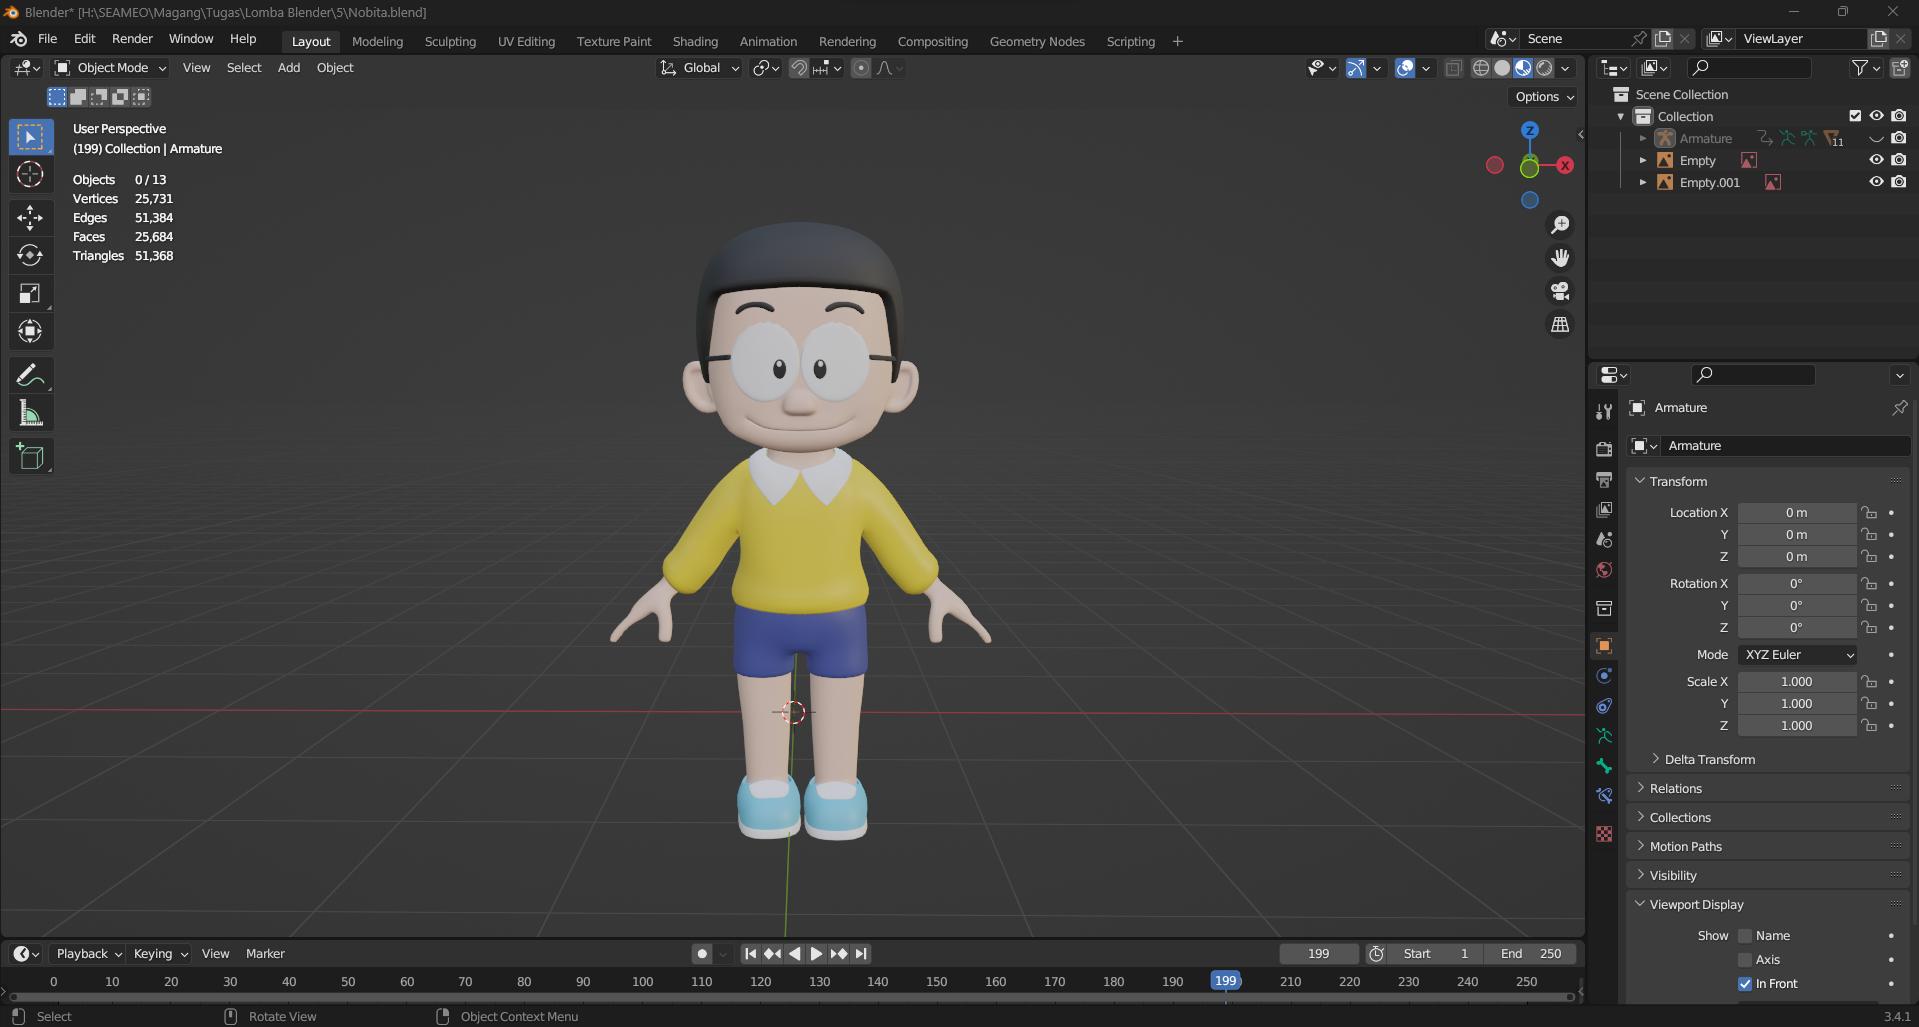 Blender* [H:\SEAMEO\Magang\Tugas\Lomba Blender\5\Nobita.blend]
File Edit Render Window Help Layout Modeling Sculpting UV Editing Texture Paint Shading Animation Rendering Compositing Geometry Nodes Scripting + Scene ViewLayer
Object Mode View Select Add Object Global
Options
User Perspective
(199) Collection | Armature
Objects 0 / 13
Vertices 25,731
Edges 51,384
Faces 25,684
Triangles 51,368
Z
X
Scene Collection
Collection
Armature 11
Empty
Empty.001
Armature
Armature
Transform
Location X 0 m
Y 0 m
Z 0 m
Rotation X 0°
Y 0°
Z 0°
Mode XYZ Euler
Scale X 1.000
Y 1.000
Z 1.000
Delta Transform
Relations
Collections
Motion Paths
Visibility
Viewport Display
Show Name
Axis
In Front
Playback Keying View Marker 199 Start 1 End 250
0 10 20 30 40 50 60 70 80 90 100 110 120 130 140 150 160 170 180 190 199 210 220 230 240 250
Select Rotate View Object Context Menu 3.4.1